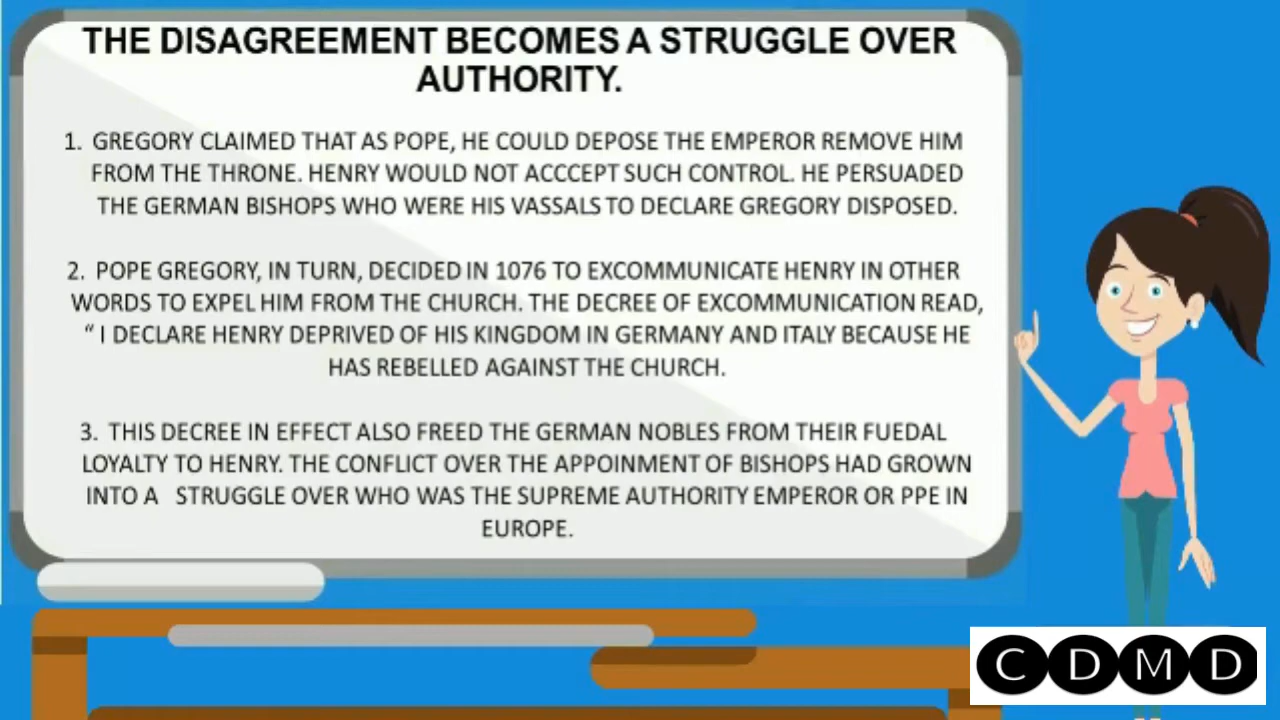 THE DISAGREEMENT BECOMES A STRUGGLE OVER
AUTHORITY.
1. GREGORY CLAIMED THAT AS POPE, HE COULD DEPOSE THE EMPEROR REMOVE HIM
FROM THE THRONE. HENRY WOULD NOT ACCCEPT SUCH CONTROL. HE PERSUADED
THE GERMAN BISHOPS WHO WERE HIS VASSALS TO DECLARE GREGORY DISPOSED.
2. POPE GREGORY, IN TURN, DECIDED IN 1076 TO EXCOMMUNICATE HENRY IN OTHER
WORDS TO EXPEL HIM FROM THE CHURCH. THE DECREE OF EXCOMMUNICATION READ,
“ I DECLARE HENRY DEPRIVED OF HIS KINGDOM IN GERMANY AND ITALY BECAUSE HE
HAS REBELLED AGAINST THE CHURCH.
3. THIS DECREE IN EFFECT ALSO FREED THE GERMAN NOBLES FROM THEIR FUEDAL
LOYALTY TO HENRY. THE CONFLICT OVER THE APPOINMENT OF BISHOPS HAD GROWN
INTO A STRUGGLE OVER WHO WAS THE SUPREME AUTHORITY EMPEROR OR PPE IN
EUROPE.
CDMD